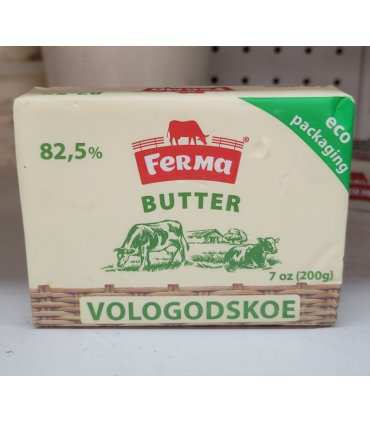 82,5%
FERMA®
BUTTER
eco
packaging
7 oz (200g)
VOLOGODSKOE